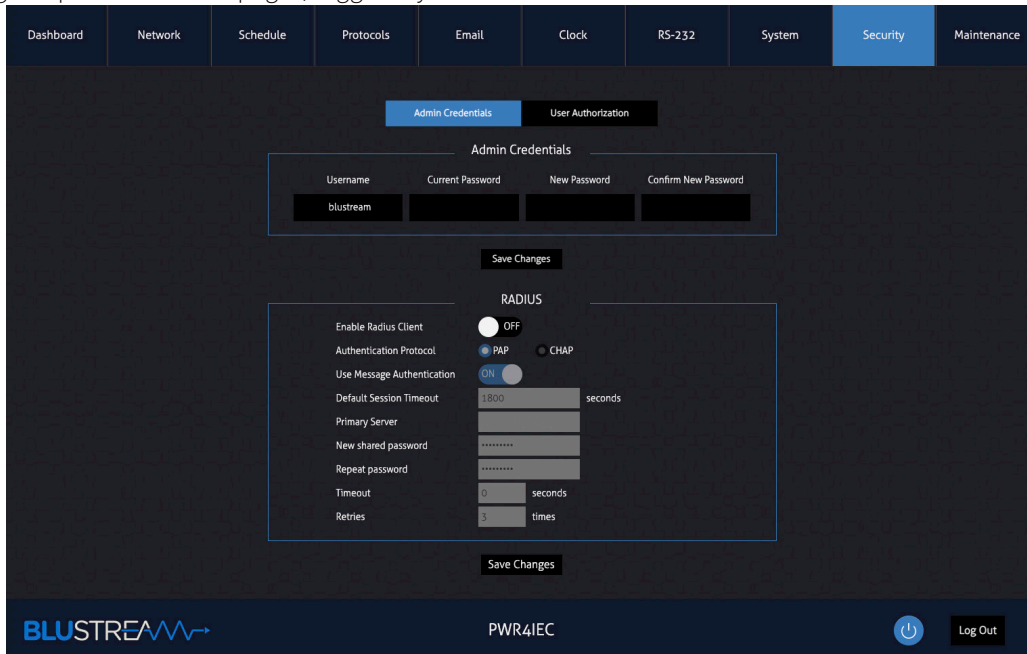 Dashboard Network Schedule Protocols Email Clock RS-232 System Security Maintenance
Admin Credentials User Authorization
Admin Credentials
Username Current Password New Password Confirm New Password
blustream
Save Changes
RADIUS
Enable Radius Client OFF
Authentication Protocol PAP CHAP
Use Message Authentication ON
Default Session Timeout 1800 seconds
Primary Server
New shared password •••••••••
Repeat password •••••••••
Timeout 0 seconds
Retries 3 times
Save Changes
BLUSTREAM PWR4IEC Log Out